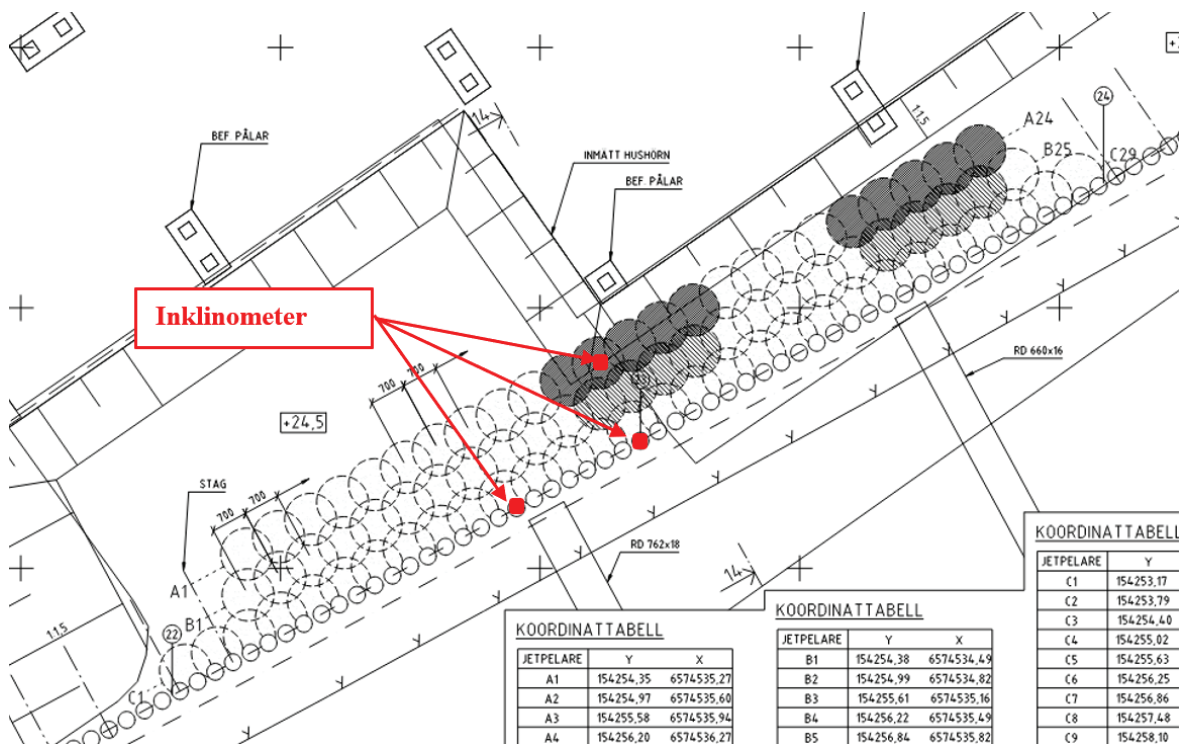 14
11.5
24
A24
BEF PÅLAR
INMÄTT HUSHÖRN
B25
BEF. PÅLAR
C29
Inklinometer
RD 660x16
700
700
+24,5
STAG
700
700
A1
RD 762x18
14
B1
22
11.5
C1
KOORDINATTABELL
JETPELARE Y X
A1 154254,35 6574535,27
A2 154254,97 6574535,60
A3 154255,58 6574535,94
A4 154256,20 6574536,27
KOORDINATTABELL
JETPELARE Y X
B1 154254,38 6574534,49
B2 154254,99 6574534,82
B3 154255,61 6574535,16
B4 154256,22 6574535,49
B5 154256,84 6574535,82
KOORDINATTABELL
JETPELARE Y
C1 154253,17
C2 154253,79
C3 154254,40
C4 154255,02
C5 154255,63
C6 154256,25
C7 154256,86
C8 154257,48
C9 154258,10